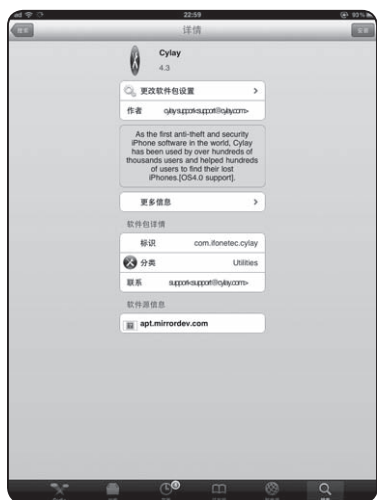 ad
22:59
93%
详情
Cylay
4.3
更改软件包设置
作者 cylay support<support@cylay.com>
As the first anti-theft and security
iPhone software in the world, Cylay
has been used by over hundreds of
thousands users and helped hundreds
of users to find their lost
iPhones.[OS4.0 support].
更多信息
软件包详情
标识 com.ifonetec.cylay
分类 Utilities
联系 support<support@cylay.com>
软件源信息
apt.mirrordev.com